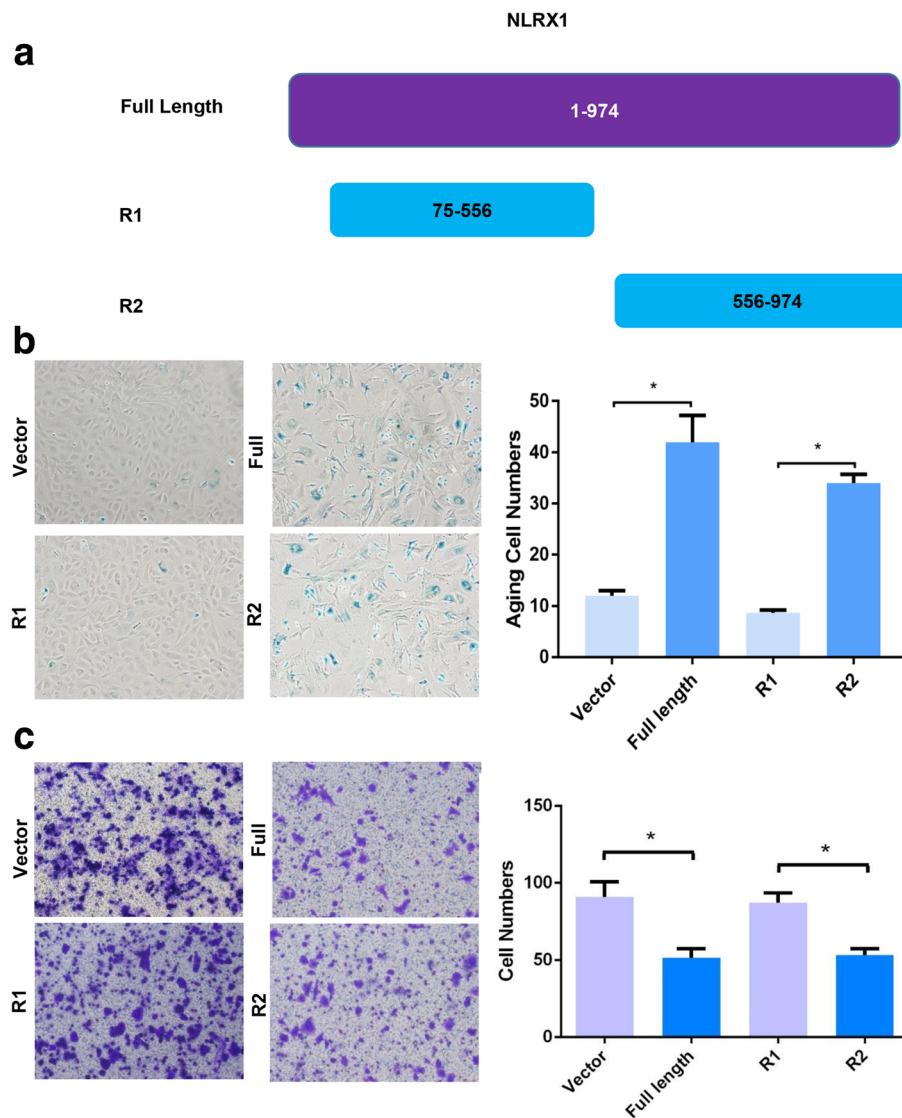 NLRX1
a
Full Length
1-974
R1
75-556
R2
556-974
b
Vector
Full
R1
R2
Aging Cell Numbers
50
40
30
20
10
0
*
*
Vector
Full length
R1
R2
c
Vector
Full
R1
R2
Cell Numbers
150
100
50
0
*
*
Vector
Full length
R1
R2